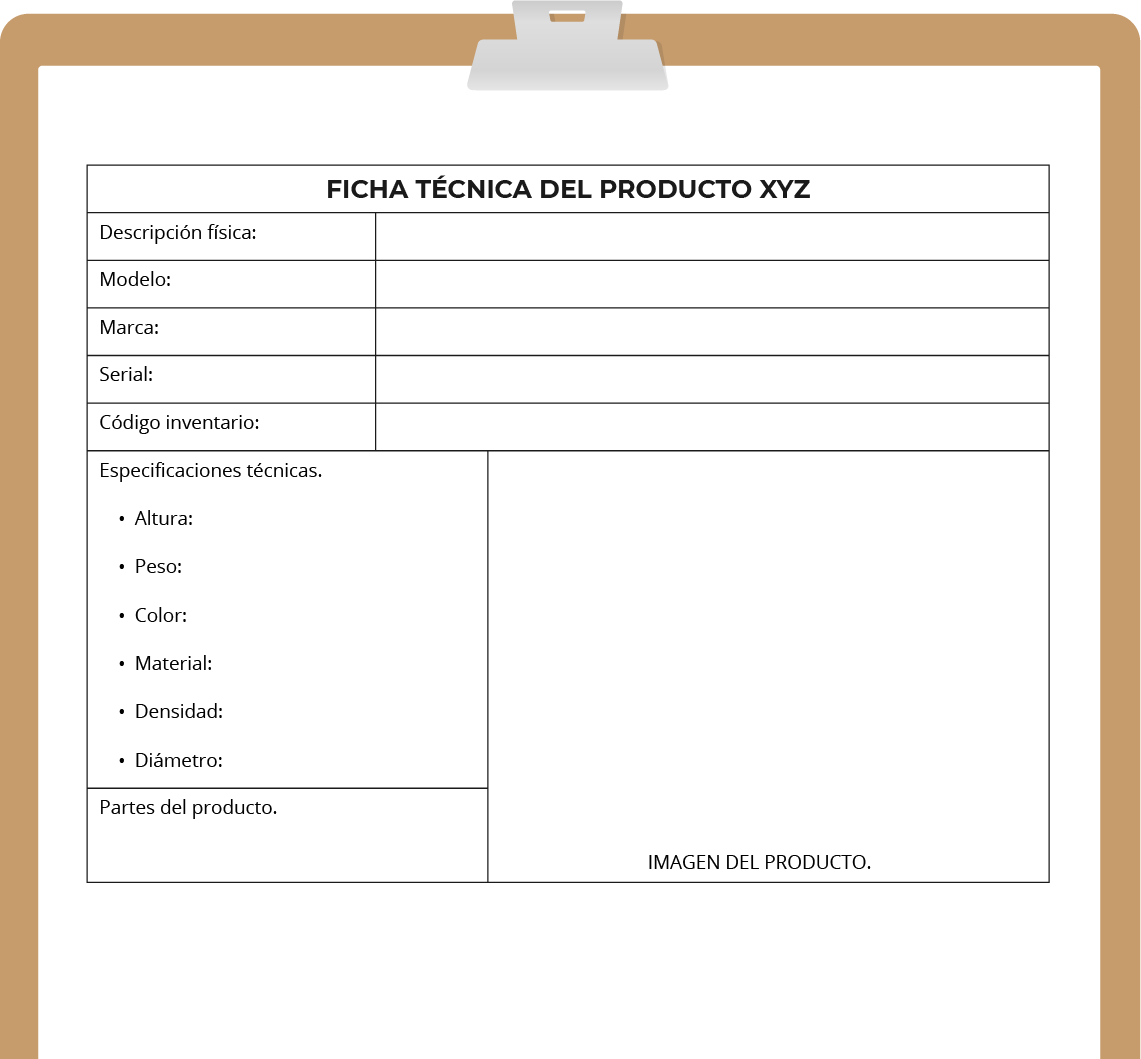 FICHA TÉCNICA DEL PRODUCTO XYZ
Descripción física:
Modelo:
Marca:
Serial:
Código inventario:
Especificaciones técnicas.
• Altura:
• Peso:
• Color:
• Material:
• Densidad:
• Diámetro:
Partes del producto.
IMAGEN DEL PRODUCTO.